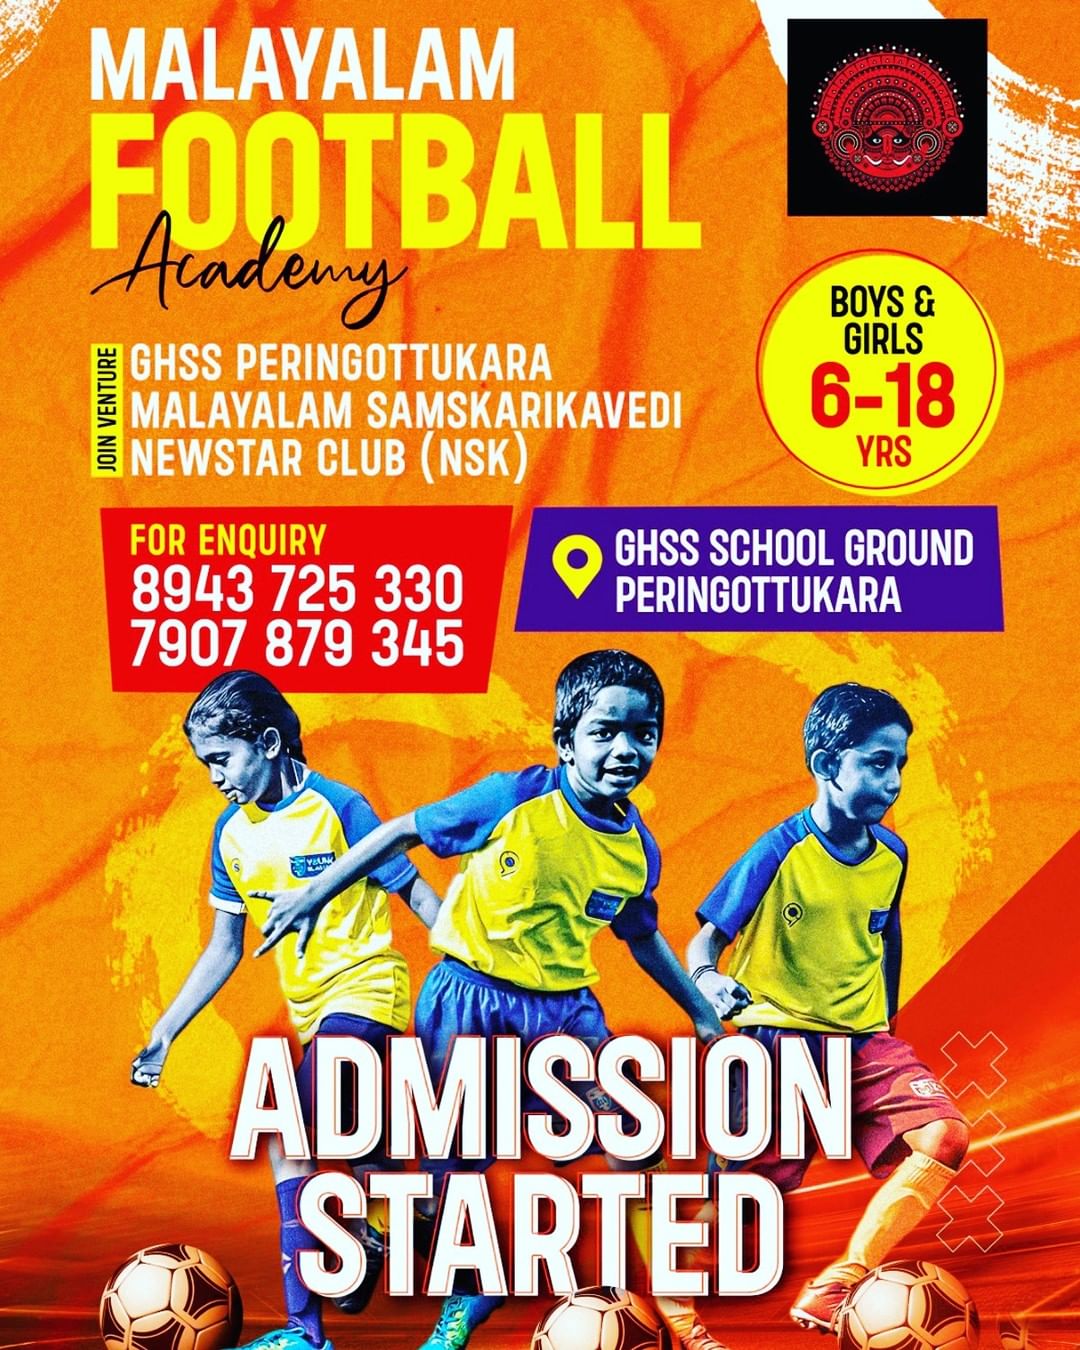 MALAYALAM
FOOTBALL
Academy
JOIN VENTURE
GHSS PERINGOTTUKARA
MALAYALAM SAMSKARIKAVEDI
NEWSTAR CLUB (NSK)
BOYS &
GIRLS
6-18
YRS
FOR ENQUIRY
8943 725 330
7907 879 345
GHSS SCHOOL GROUND
PERINGOTTUKARA
ADMISSION
STARTED